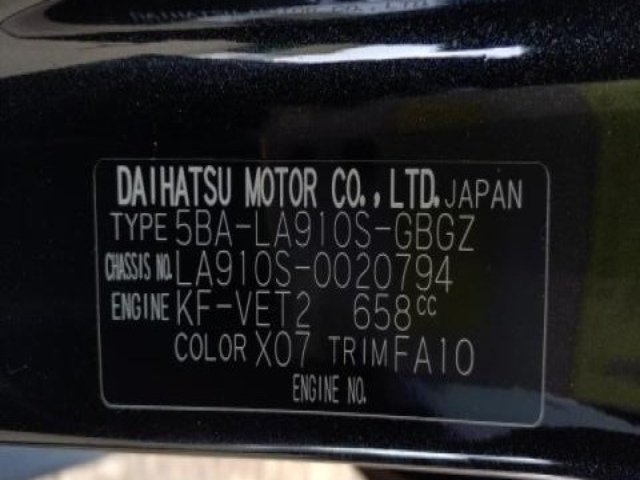 DAIHATSU MOTOR CO., LTD. JAPAN
TYPE 5BA-LA910S-GBGZ
CHASSIS NO. LA910S-0020794
ENGINE KF-VET2 658cc
COLOR X07 TRIM FA10
ENGINE NO.